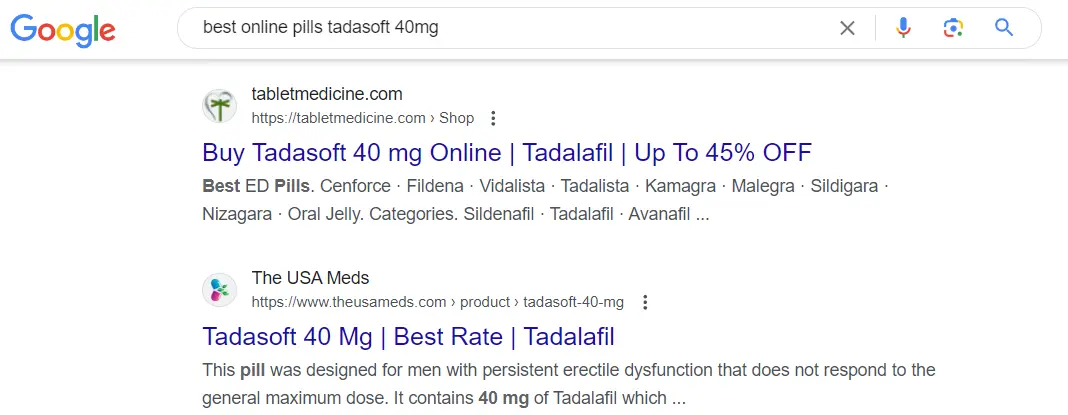 Google
best online pills tadasoft 40mg
tabletmedicine.com
https://tabletmedicine.com › Shop
Buy Tadasoft 40 mg Online | Tadalafil | Up To 45% OFF
Best ED Pills. Cenforce · Fildena · Vidalista · Tadalista · Kamagra · Malegra · Sildigara ·
Nizagara · Oral Jelly. Categories. Sildenafil · Tadalafil · Avanafil ...
The USA Meds
https://www.theusameds.com › product › tadasoft-40-mg
Tadasoft 40 Mg | Best Rate | Tadalafil
This pill was designed for men with persistent erectile dysfunction that does not respond to the
general maximum dose. It contains 40 mg of Tadalafil which ...